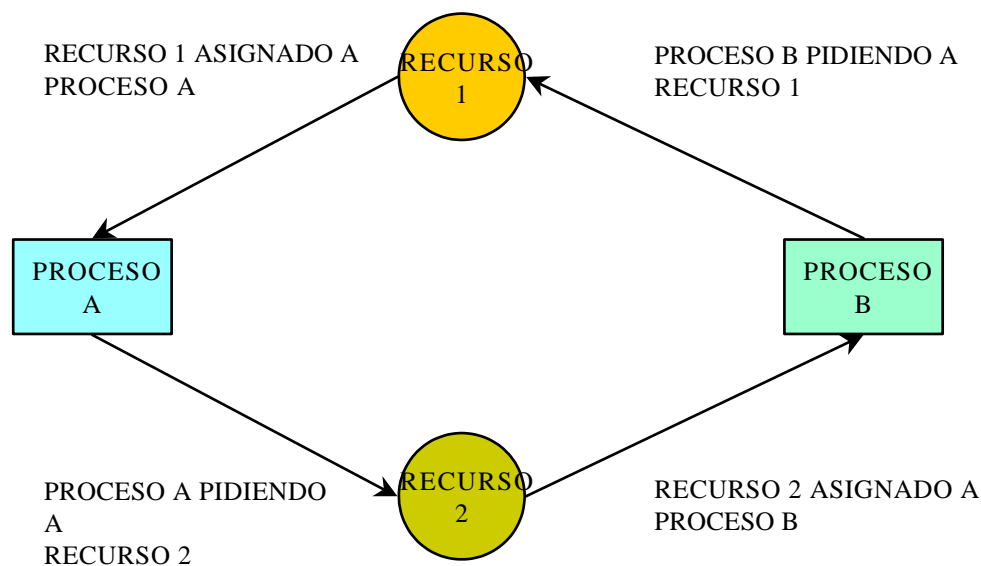 RECURSO 1 ASIGNADO A
PROCESO A
RECURSO
1
PROCESO B PIDIENDO A
RECURSO 1
PROCESO
A
PROCESO
B
PROCESO A PIDIENDO
A
RECURSO 2
RECURSO
2
RECURSO 2 ASIGNADO A
PROCESO B